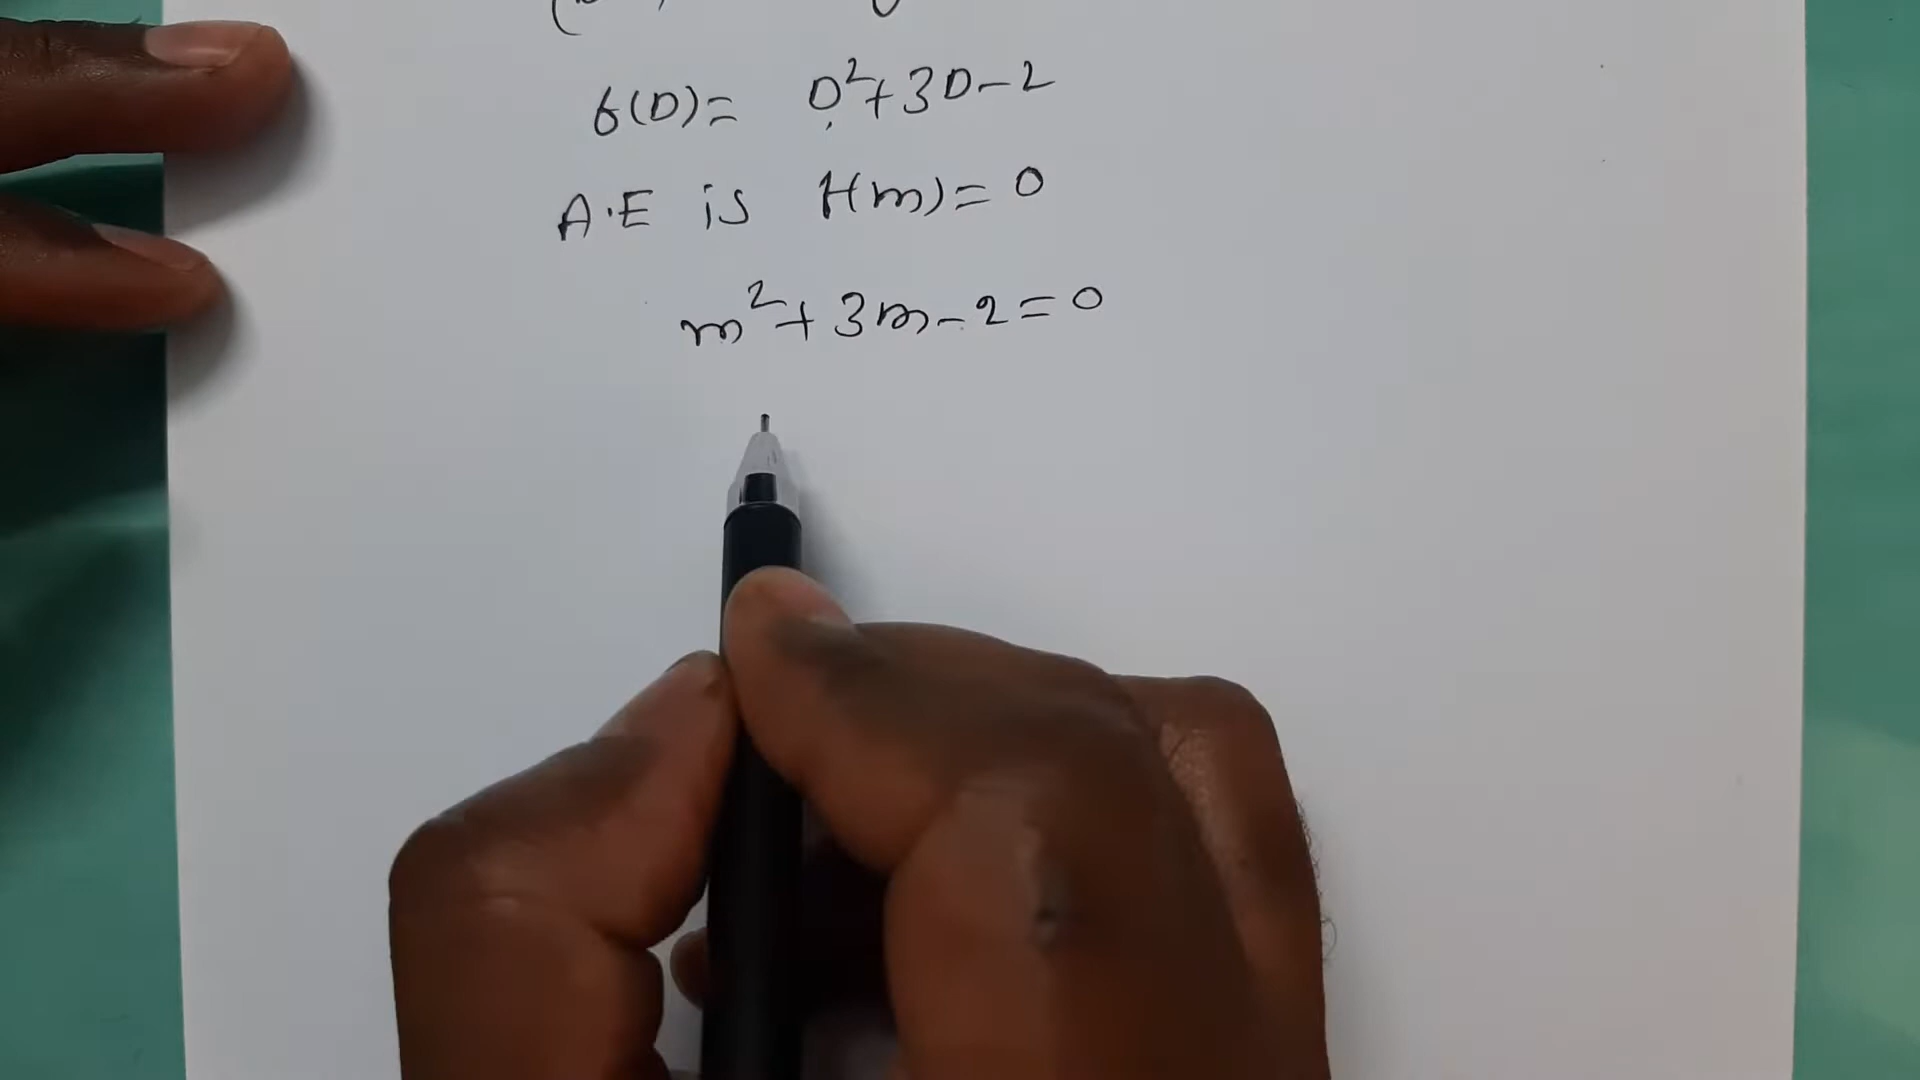 f(D) = D²+3D-2
A.E is f(m) = 0
m²+3m-2=0